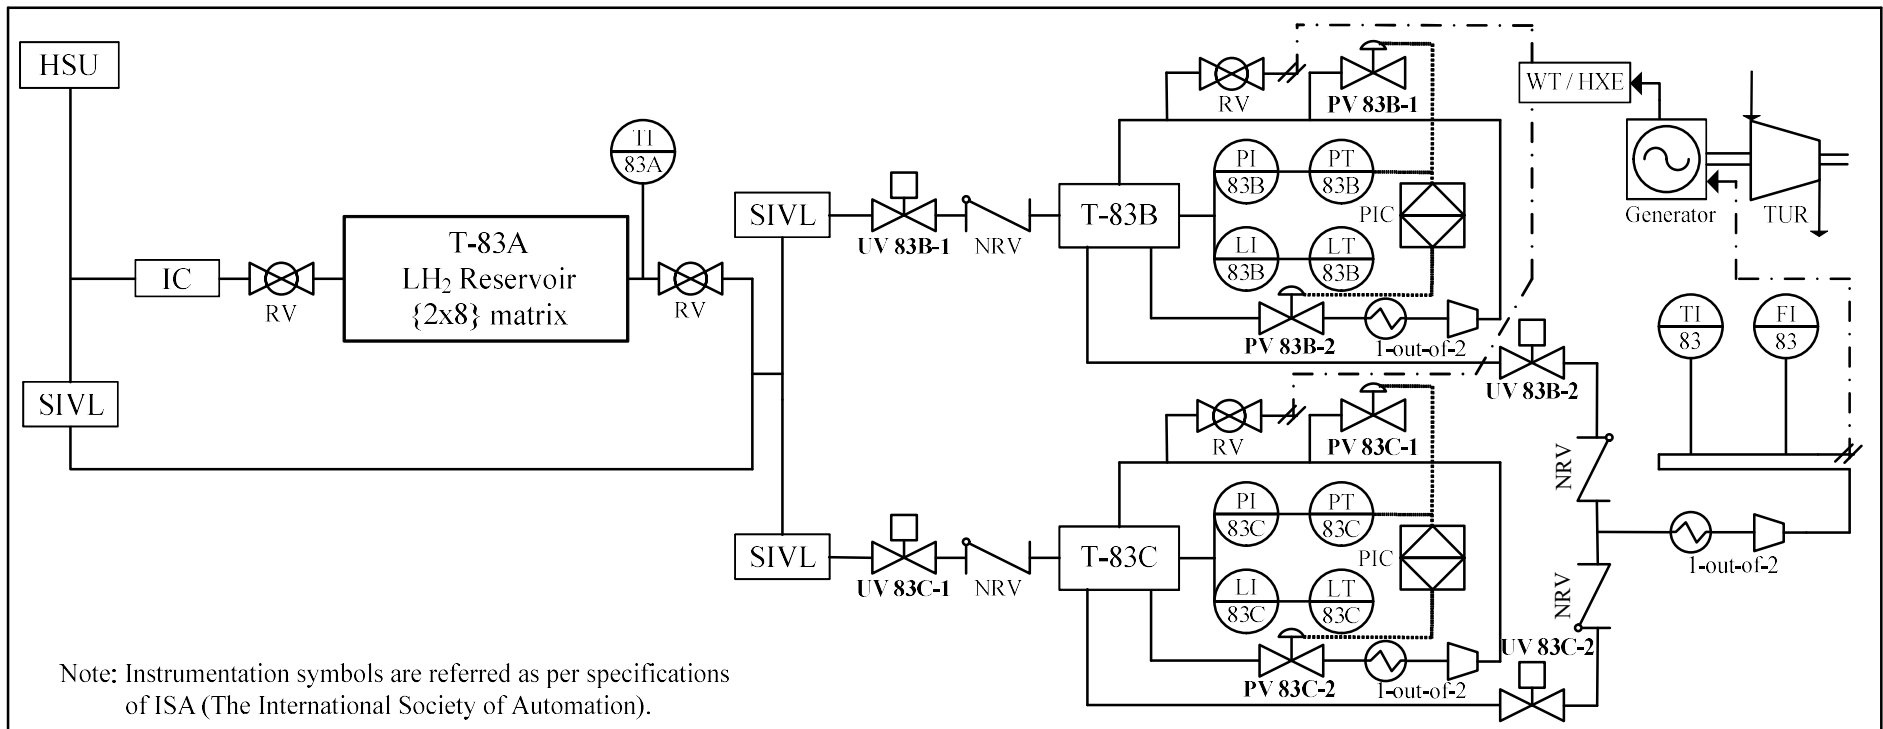 HSU
IC
RV
T-83A
LH₂ Reservoir
{2x8} matrix
TI
83A
RV
SIVL
SIVL
UV 83B-1
NRV
T-83B
RV
PV 83B-1
PI
83B
PT
83B
LI
83B
LT
83B
PIC
PV 83B-2
1-out-of-2
UV 83B-2
WT / HXE
Generator
TUR
TI
83
FI
83
NRV
NRV
1-out-of-2
SIVL
UV 83C-1
NRV
T-83C
RV
PV 83C-1
PI
83C
PT
83C
LI
83C
LT
83C
PIC
PV 83C-2
1-out-of-2
UV 83C-2
Note: Instrumentation symbols are referred as per specifications
of ISA (The International Society of Automation).